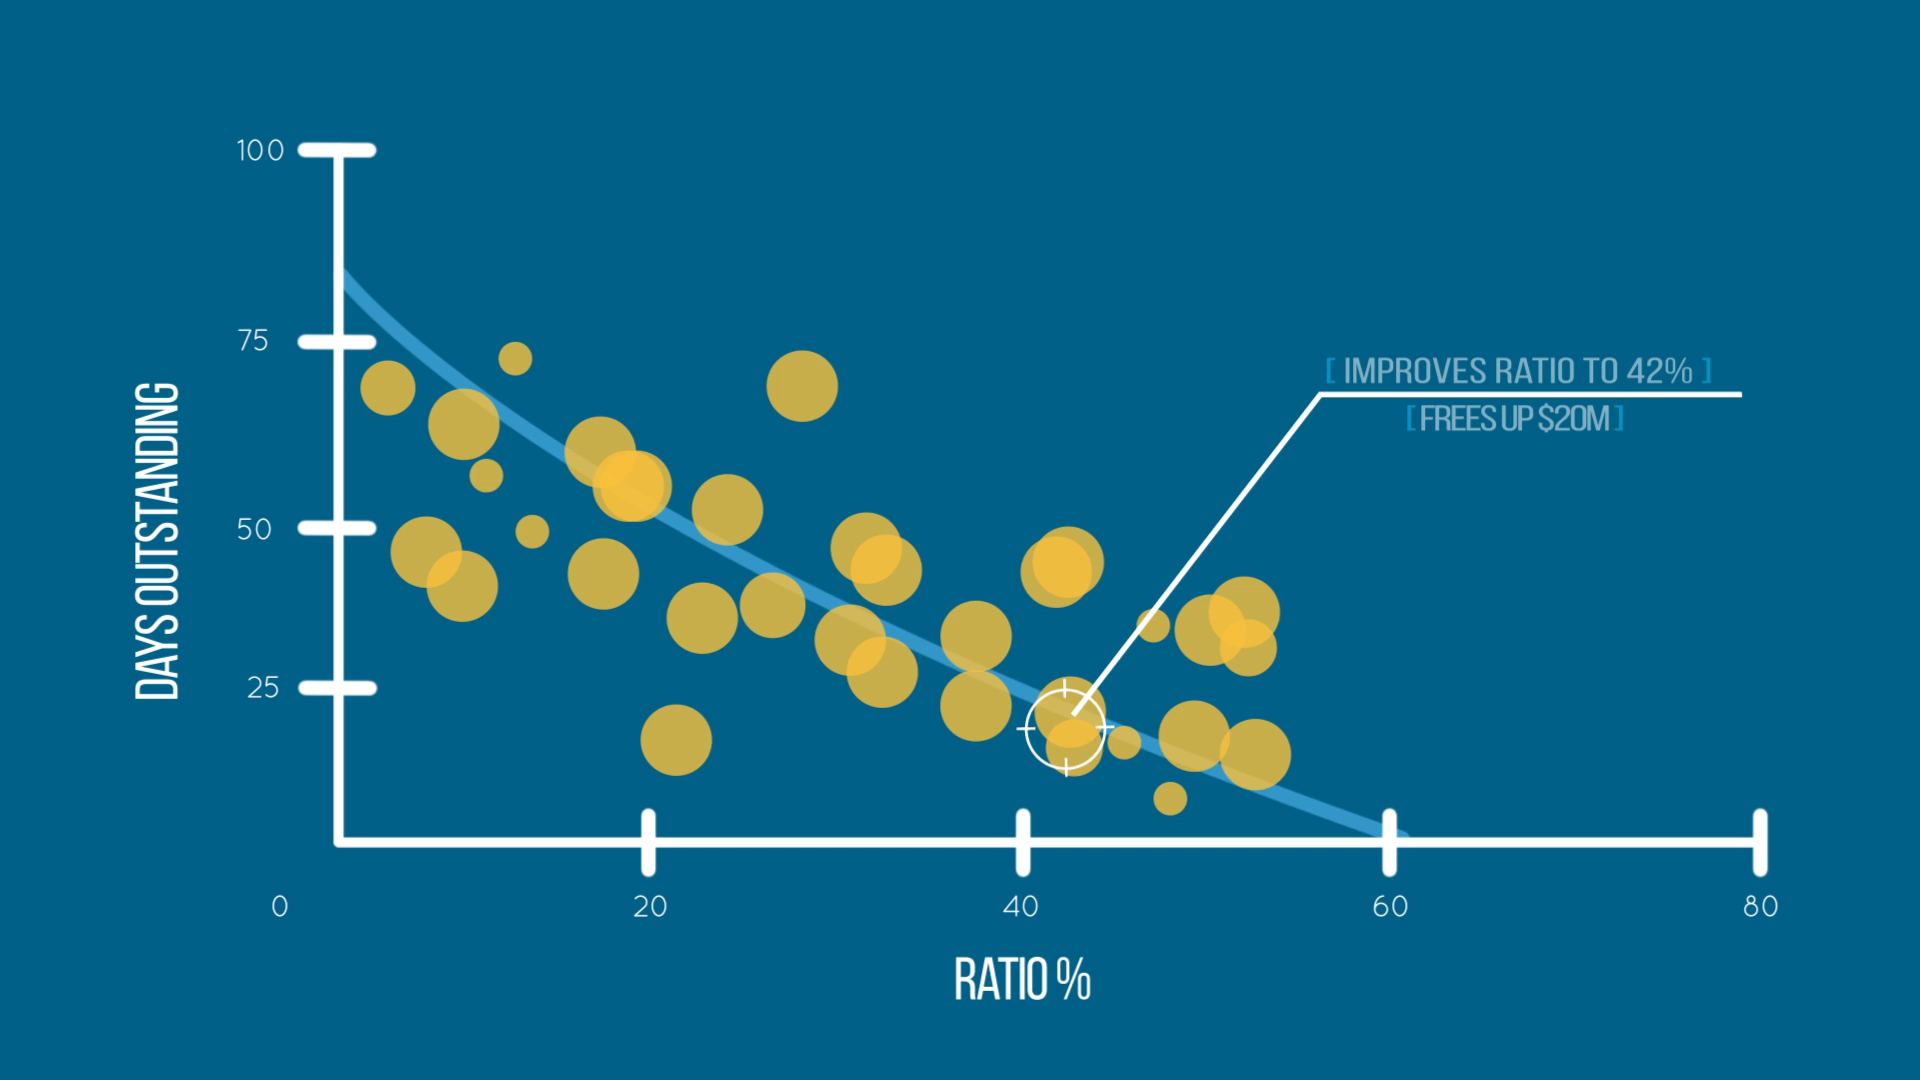 100
75
[ IMPROVES RATIO TO 42% ]
[ FREES UP $20M ]
DAYS OUTSTANDING
50
25
0 20 40 60 80
RATIO %